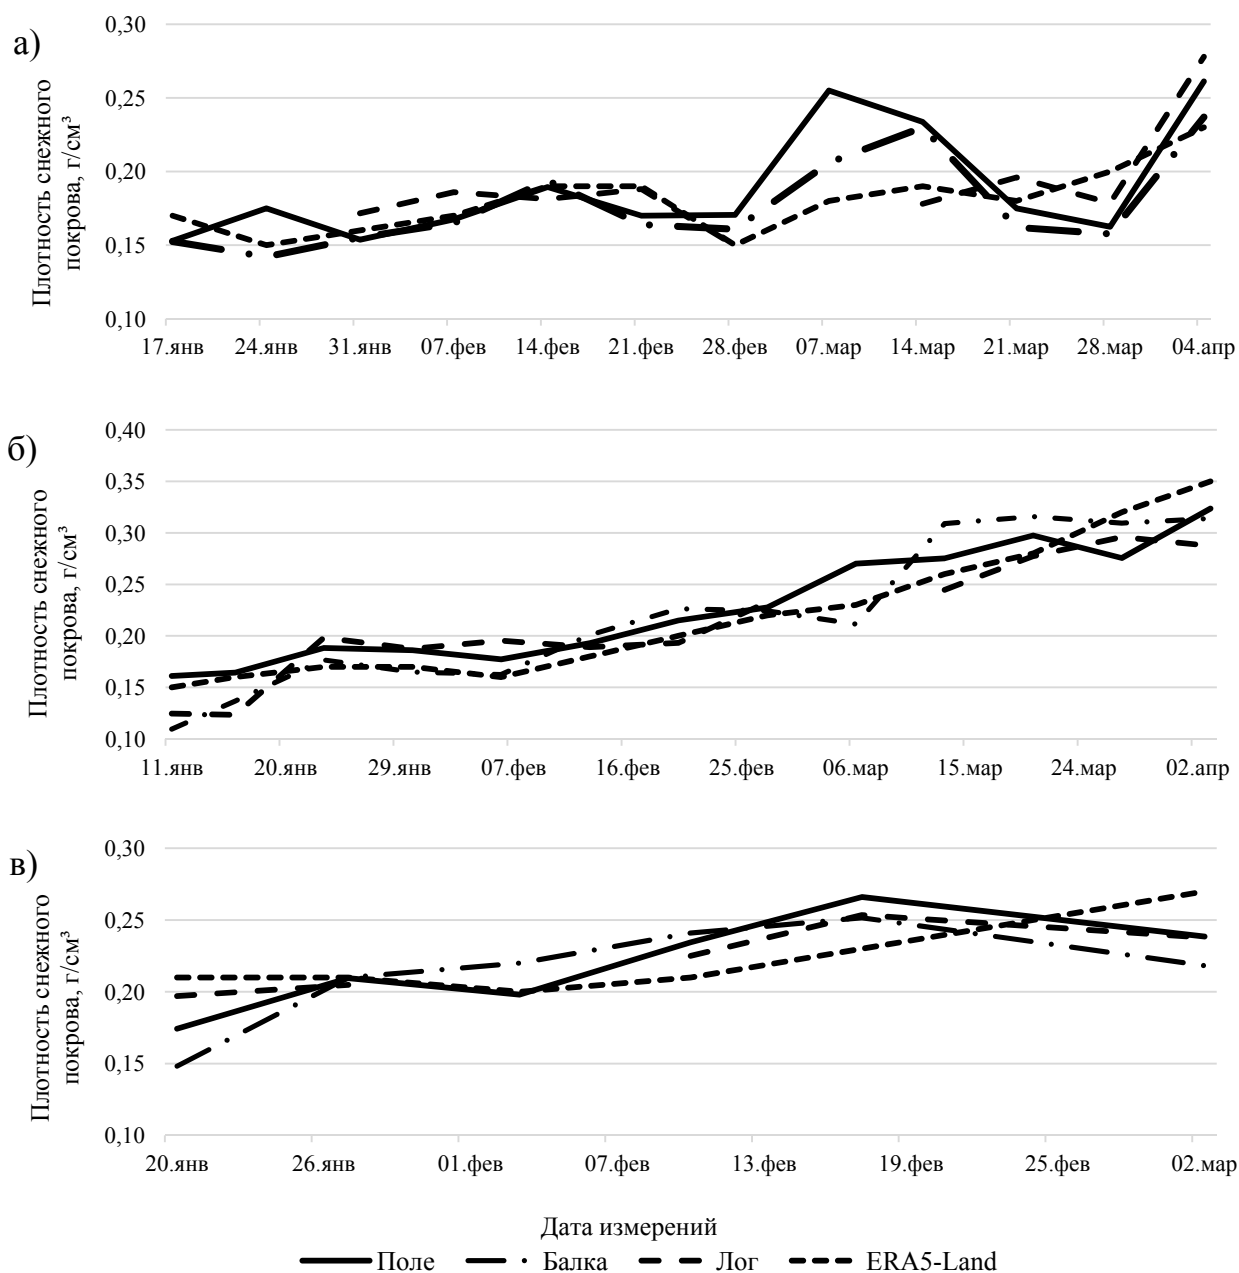 а)
Плотность снежного
покрова, г/см³
0,30
0,25
0,20
0,15
0,10
17.янв 24.янв 31.янв 07.фев 14.фев 21.фев 28.фев 07.мар 14.мар 21.мар 28.мар 04.апр
б)
Плотность снежного
покрова, г/см³
0,40
0,35
0,30
0,25
0,20
0,15
0,10
11.янв 20.янв 29.янв 07.фев 16.фев 25.фев 06.мар 15.мар 24.мар 02.апр
в)
Плотность снежного
покрова, г/см³
0,30
0,25
0,20
0,15
0,10
20.янв 26.янв 01.фев 07.фев 13.фев 19.фев 25.фев 02.мар
Дата измерений
Поле Балка Лог ERA5-Land